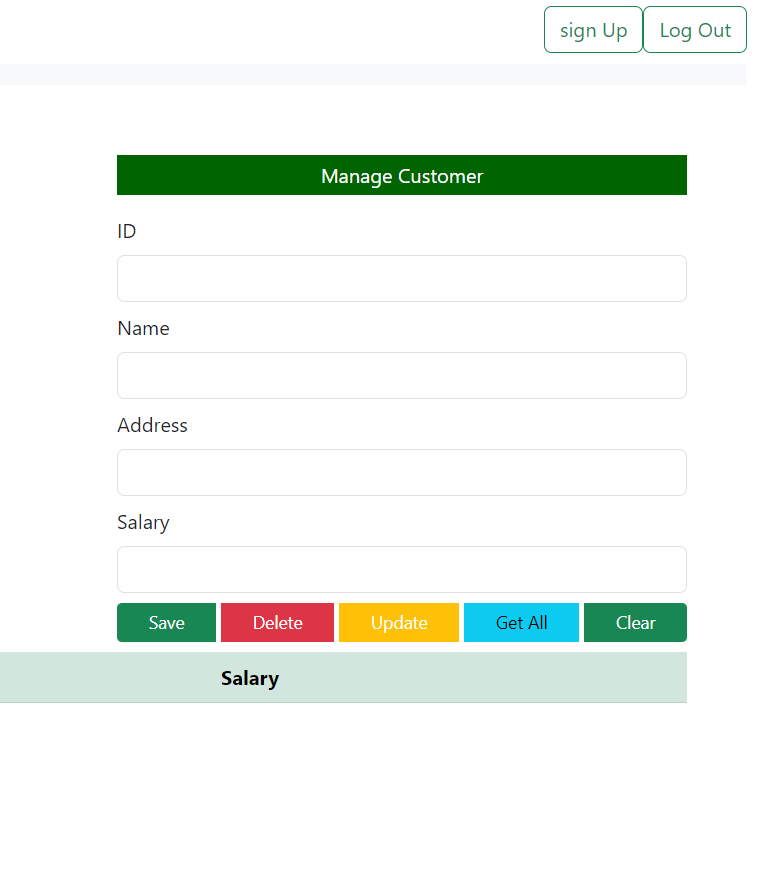 sign Up Log Out
Manage Customer
ID
Name
Address
Salary
Save Delete Update Get All Clear
Salary